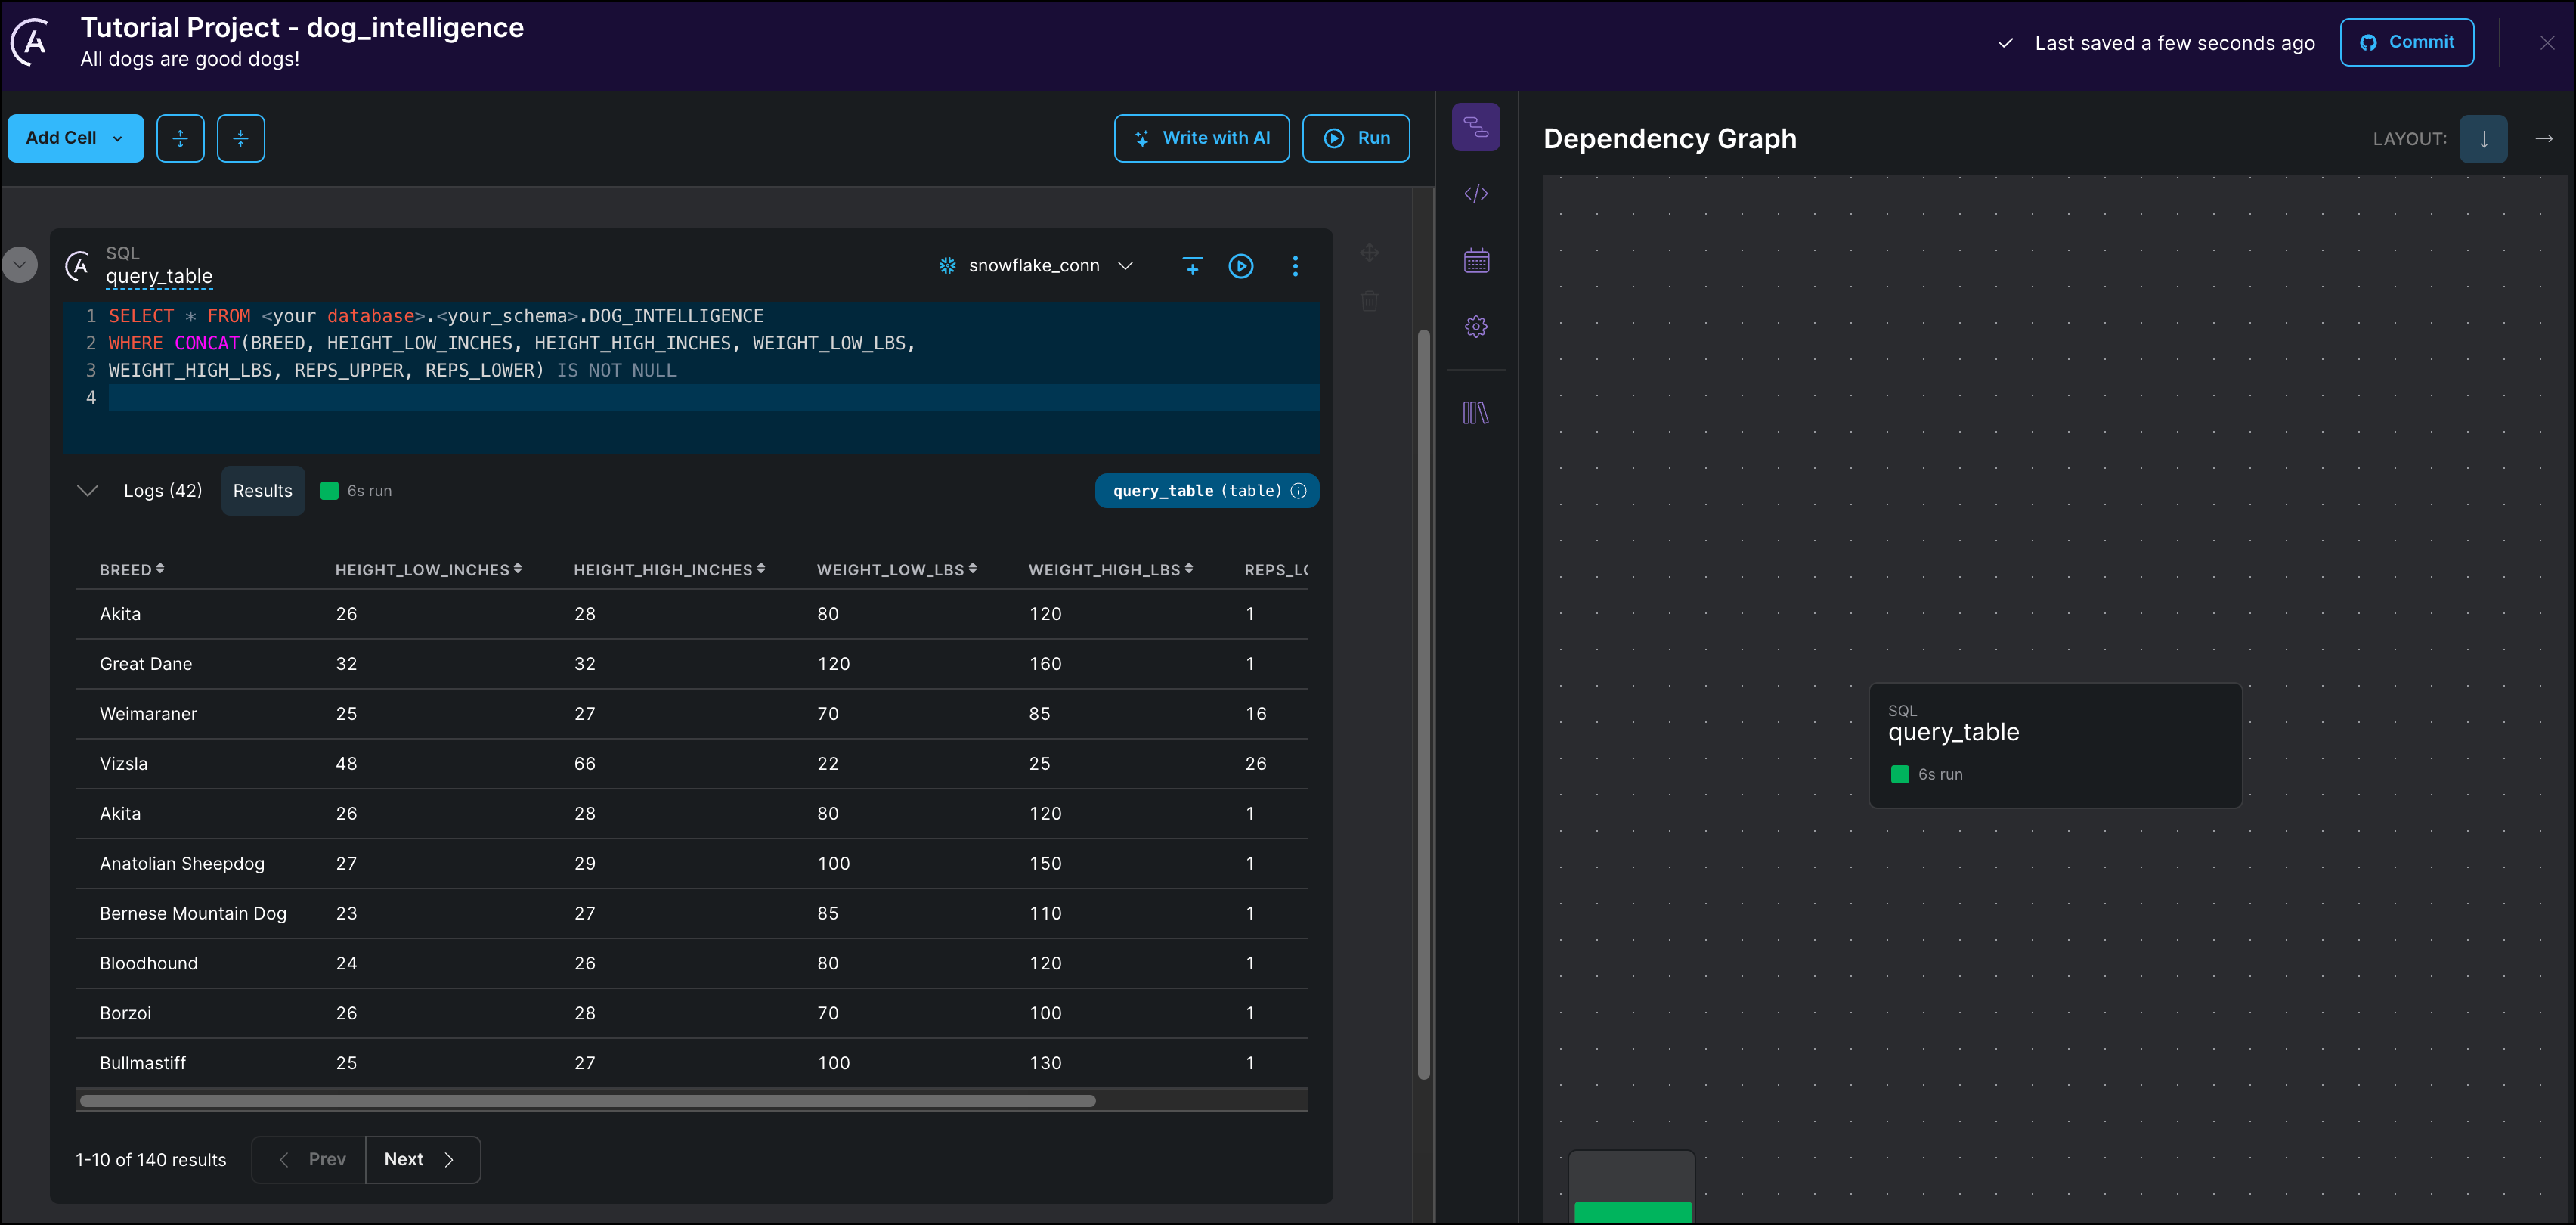 Tutorial Project - dog_intelligence
All dogs are good dogs!
Last saved a few seconds ago
Commit
Add Cell
Write with AI
Run
Dependency Graph
LAYOUT:
SQL
query_table
snowflake_conn
1 SELECT * FROM <your database>.<your_schema>.DOG_INTELLIGENCE
2 WHERE CONCAT(BREED, HEIGHT_LOW_INCHES, HEIGHT_HIGH_INCHES, WEIGHT_LOW_LBS,
3 WEIGHT_HIGH_LBS, REPS_UPPER, REPS_LOWER) IS NOT NULL
4
Logs (42) Results 6s run query_table (table)
BREED HEIGHT_LOW_INCHES HEIGHT_HIGH_INCHES WEIGHT_LOW_LBS WEIGHT_HIGH_LBS REPS_LO
Akita 26 28 80 120 1
Great Dane 32 32 120 160 1
Weimaraner 25 27 70 85 16
Vizsla 48 66 22 25 26
Akita 26 28 80 120 1
Anatolian Sheepdog 27 29 100 150 1
Bernese Mountain Dog 23 27 85 110 1
Bloodhound 24 26 80 120 1
Borzoi 26 28 70 100 1
Bullmastiff 25 27 100 130 1
1-10 of 140 results Prev Next
SQL
query_table
6s run